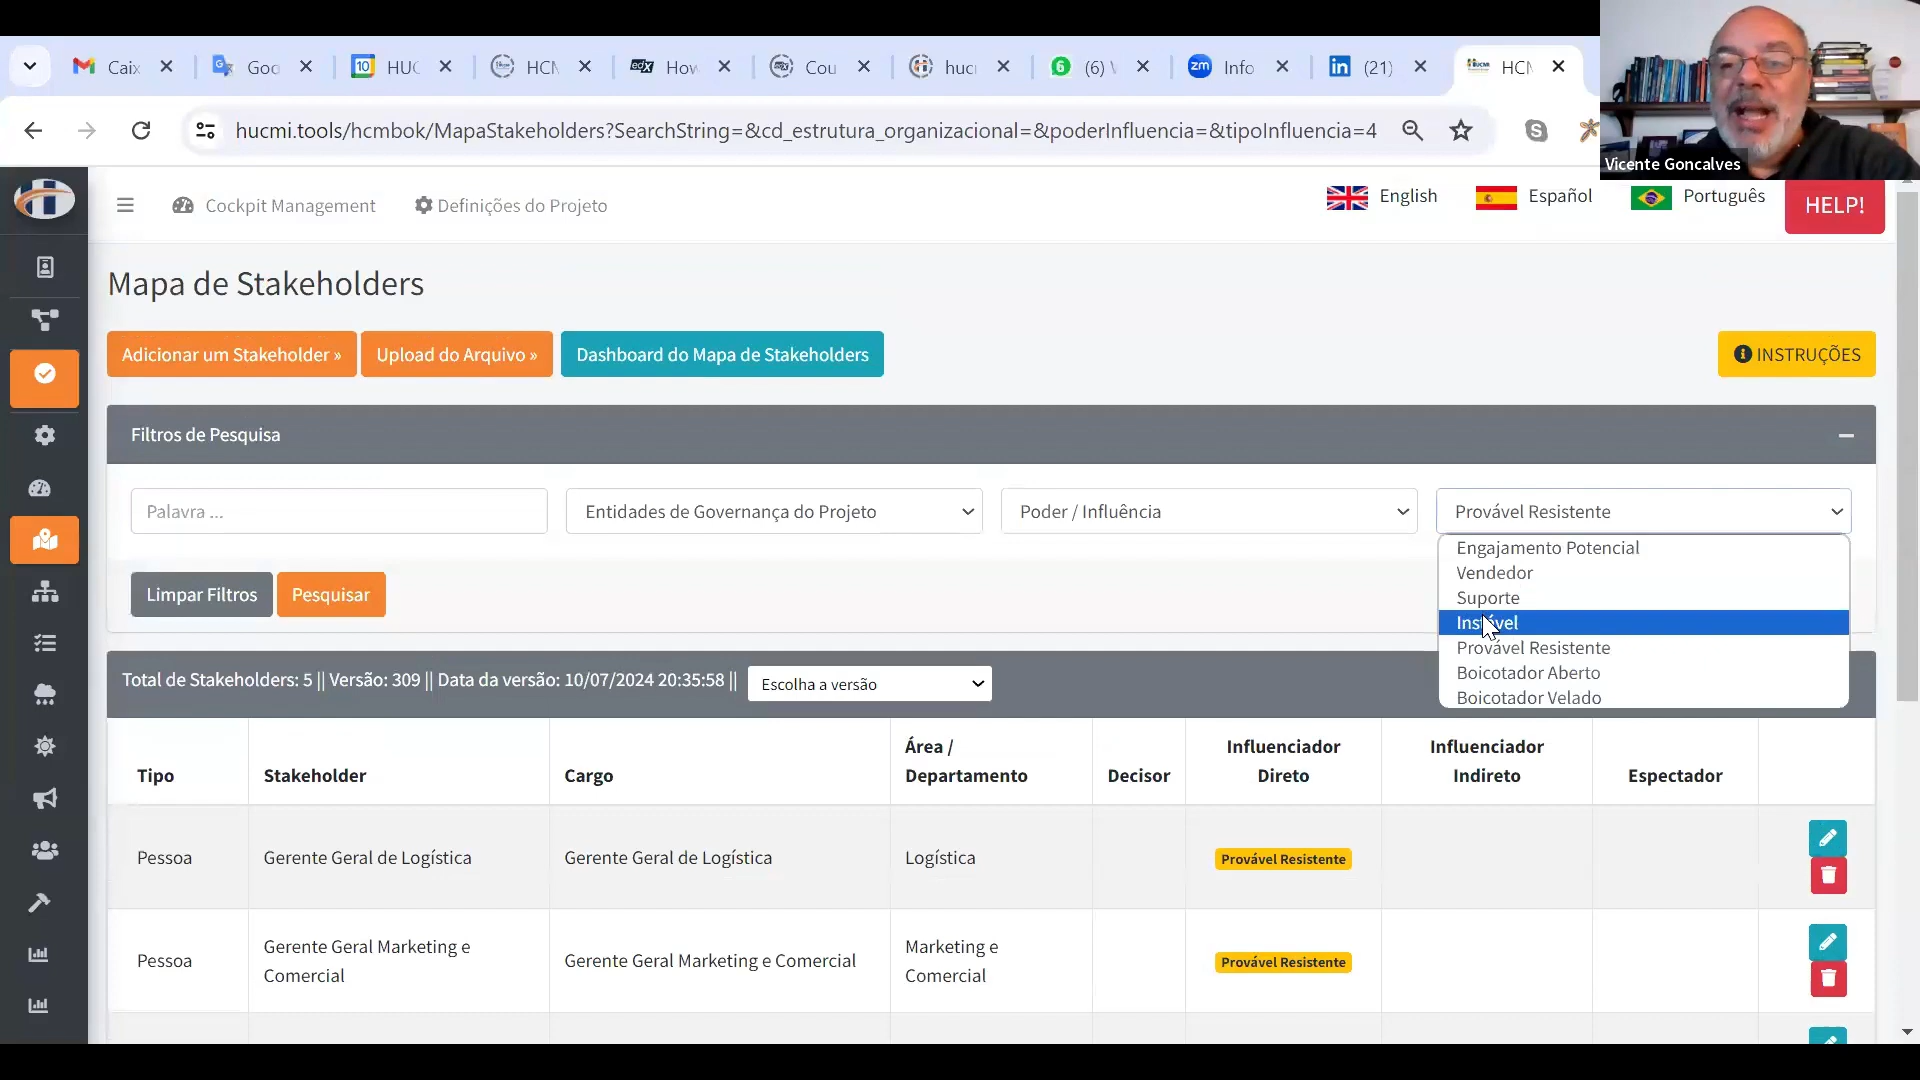 Caix
Goo
HUC
HCM
Hov
Cou
huci
(6) \
Info
(21)
HCM
Vicente Goncalves
hucmi.tools/hcmbok/MapaStakeholders?SearchString=&cd_estrutura_organizacional=&poderInfluencia=&tipoInfluencia=4
Cockpit Management
Definições do Projeto
English
Español
Português
HELP!
Mapa de Stakeholders
Adicionar um Stakeholder »
Upload do Arquivo »
Dashboard do Mapa de Stakeholders
INSTRUÇÕES
Filtros de Pesquisa
Palavra ...
Entidades de Governança do Projeto
Poder / Influência
Provável Resistente
Engajamento Potencial
Vendedor
Suporte
Instável
Provável Resistente
Boicotador Aberto
Boicotador Velado
Limpar Filtros
Pesquisar
Total de Stakeholders: 5 || Versão: 309 || Data da versão: 10/07/2024 20:35:58 ||
Escolha a versão
Tipo
Stakeholder
Cargo
Área /
Departamento
Decisor
Influenciador
Direto
Influenciador
Indireto
Espectador
Pessoa
Gerente Geral de Logística
Gerente Geral de Logística
Logística
Provável Resistente
Pessoa
Gerente Geral Marketing e
Comercial
Gerente Geral Marketing e Comercial
Marketing e
Comercial
Provável Resistente